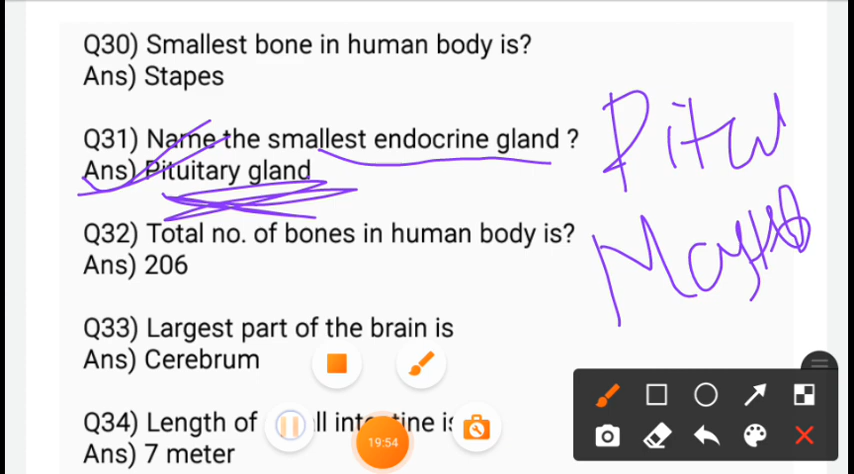 Q30) Smallest bone in human body is?
Ans) Stapes
Q31) Name the smallest endocrine gland ?
Ans) Pituitary gland
Q32) Total no. of bones in human body is?
Ans) 206
Q33) Largest part of the brain is
Ans) Cerebrum
Q34) Length of
Ans) 7 meter
19:54